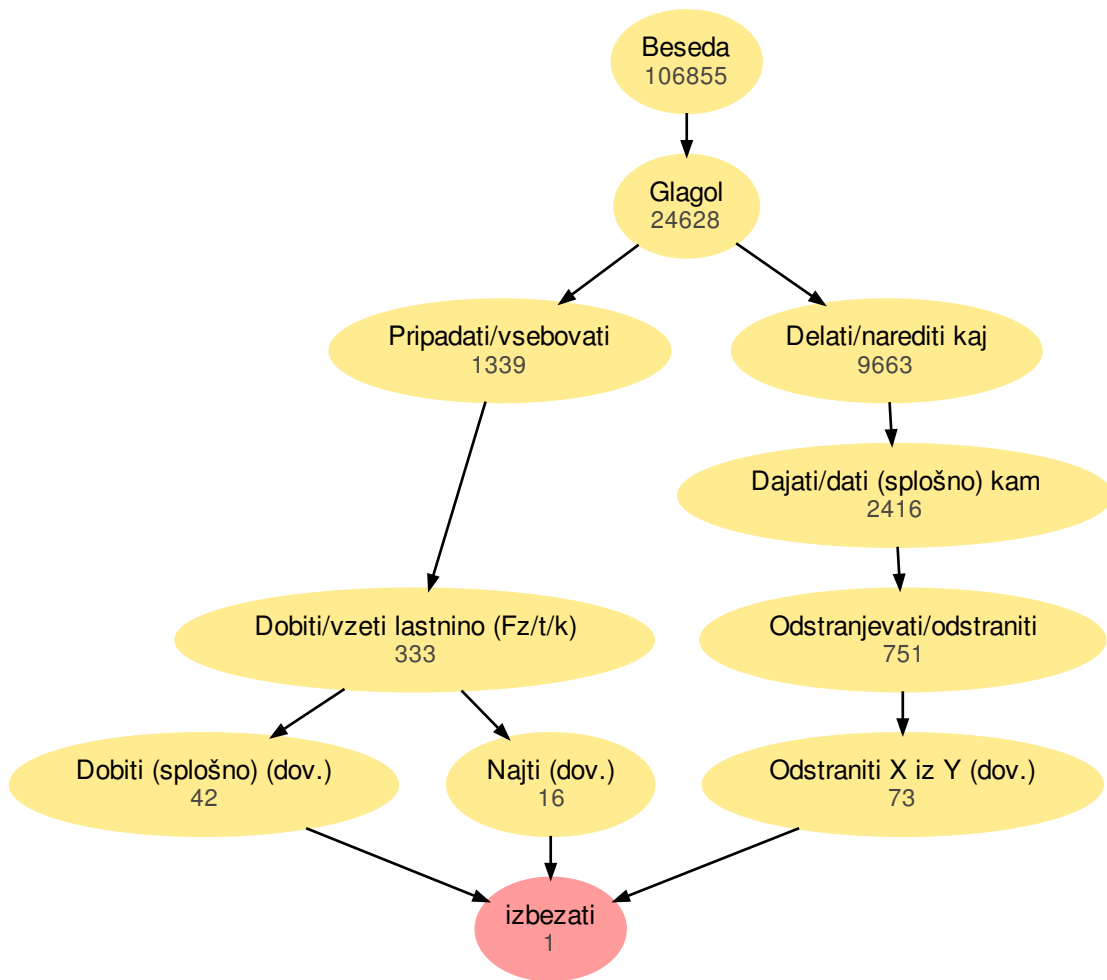 Beseda
106855
Glagol
24628
Pripadati/vsebovati
1339
Delati/narediti kaj
9663
Dajati/dati (splošno) kam
2416
Dobiti/vzeti lastnino (Fz/t/k)
333
Odstranjevati/odstraniti
751
Dobiti (splošno) (dov.)
42
Najti (dov.)
16
Odstraniti X iz Y (dov.)
73
izbezati
1